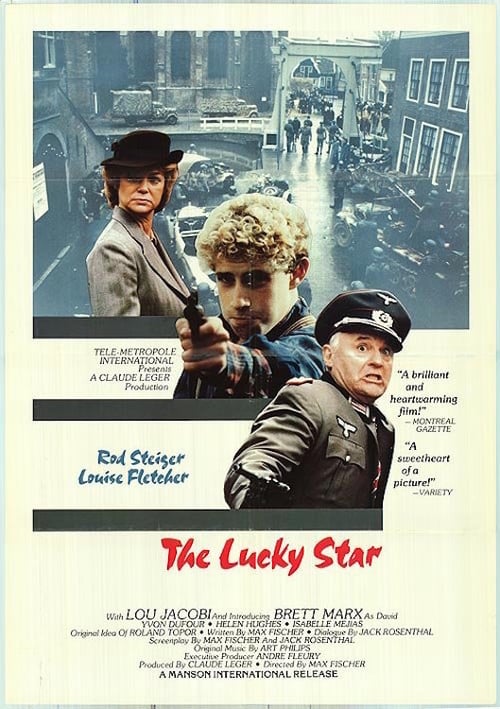 TELE-METROPOLE
INTERNATIONAL
Presents
A CLAUDE LEGER
Production
"A brilliant
and
heartwarming
film!"
— MONTREAL
GAZETTE
"A
sweetheart
of a
picture!"
— VARIETY
Rod Steiger
Louise Fletcher
The Lucky Star
With LOU JACOBI And Introducing BRETT MARX As David
YVON DUFOUR • HELEN HUGHES • ISABELLE MEJIAS
Original Idea Of ROLAND TOPOR • Written By MAX FISCHER • Dialogue By JACK ROSENTHAL
Screenplay By MAX FISCHER And JACK ROSENTHAL
Original Music By ART PHILIPS
Executive Producer ANDRE FLEURY
Produced By CLAUDE LEGER • Directed By MAX FISCHER
A MANSON INTERNATIONAL RELEASE